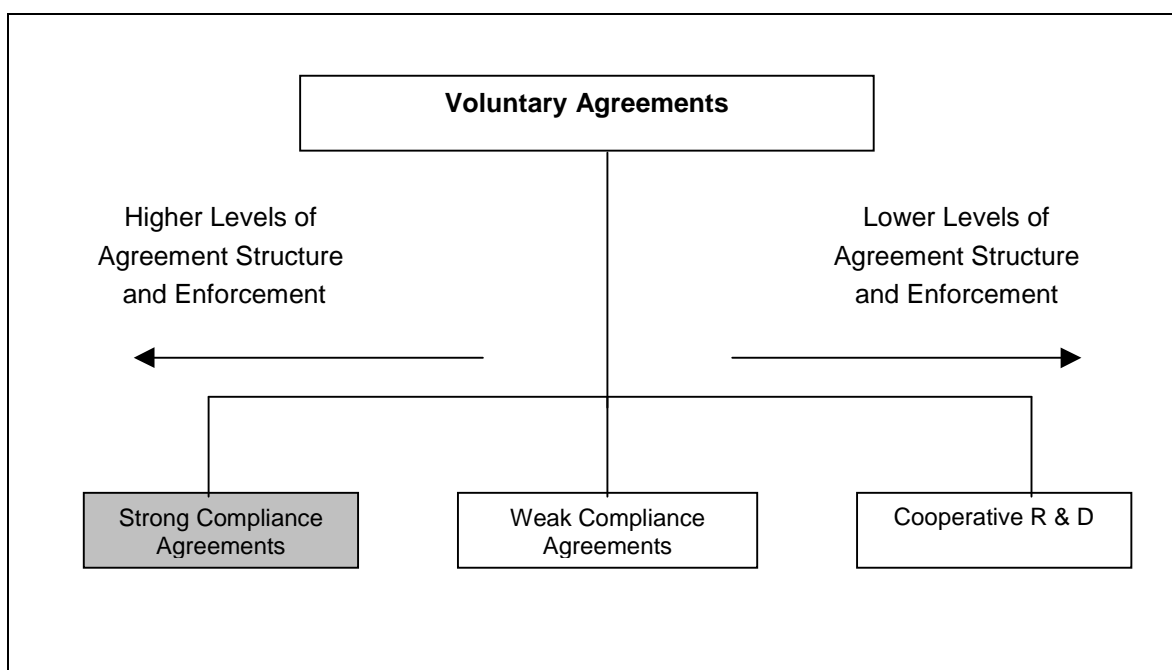 Voluntary Agreements
Higher Levels of
Agreement Structure
and Enforcement
Lower Levels of
Agreement Structure
and Enforcement
Strong Compliance
Agreements
Weak Compliance
Agreements
Cooperative R & D